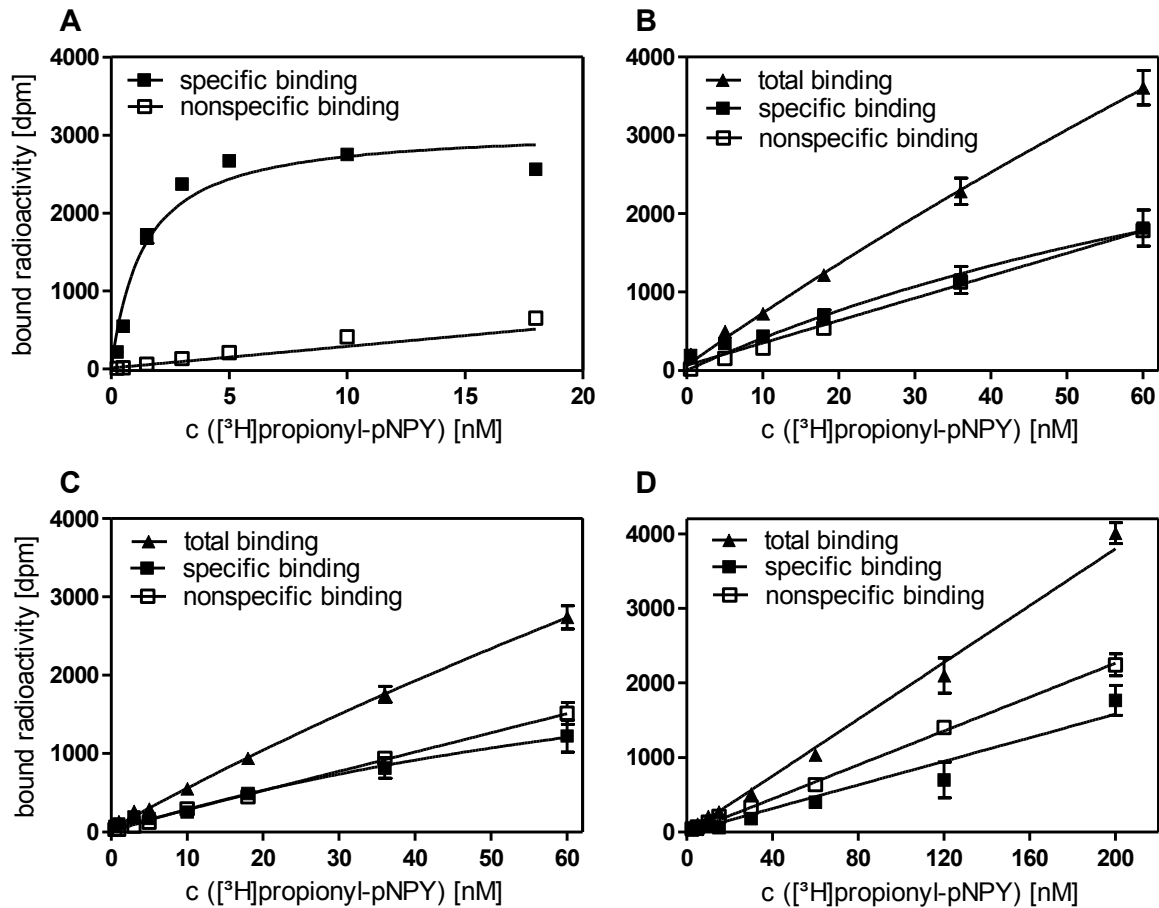 A
bound radioactivity [dpm]
4000
3000
2000
1000
0
specific binding
nonspecific binding
0 5 10 15 20
c ([³H]propionyl-pNPY) [nM]
B
4000
3000
2000
1000
0
total binding
specific binding
nonspecific binding
0 10 20 30 40 50 60
c ([³H]propionyl-pNPY) [nM]
C
bound radioactivity [dpm]
4000
3000
2000
1000
0
total binding
specific binding
nonspecific binding
0 10 20 30 40 50 60
c ([³H]propionyl-pNPY) [nM]
D
4000
3000
2000
1000
0
total binding
specific binding
nonspecific binding
0 40 80 120 160 200
c ([³H]propionyl-pNPY) [nM]